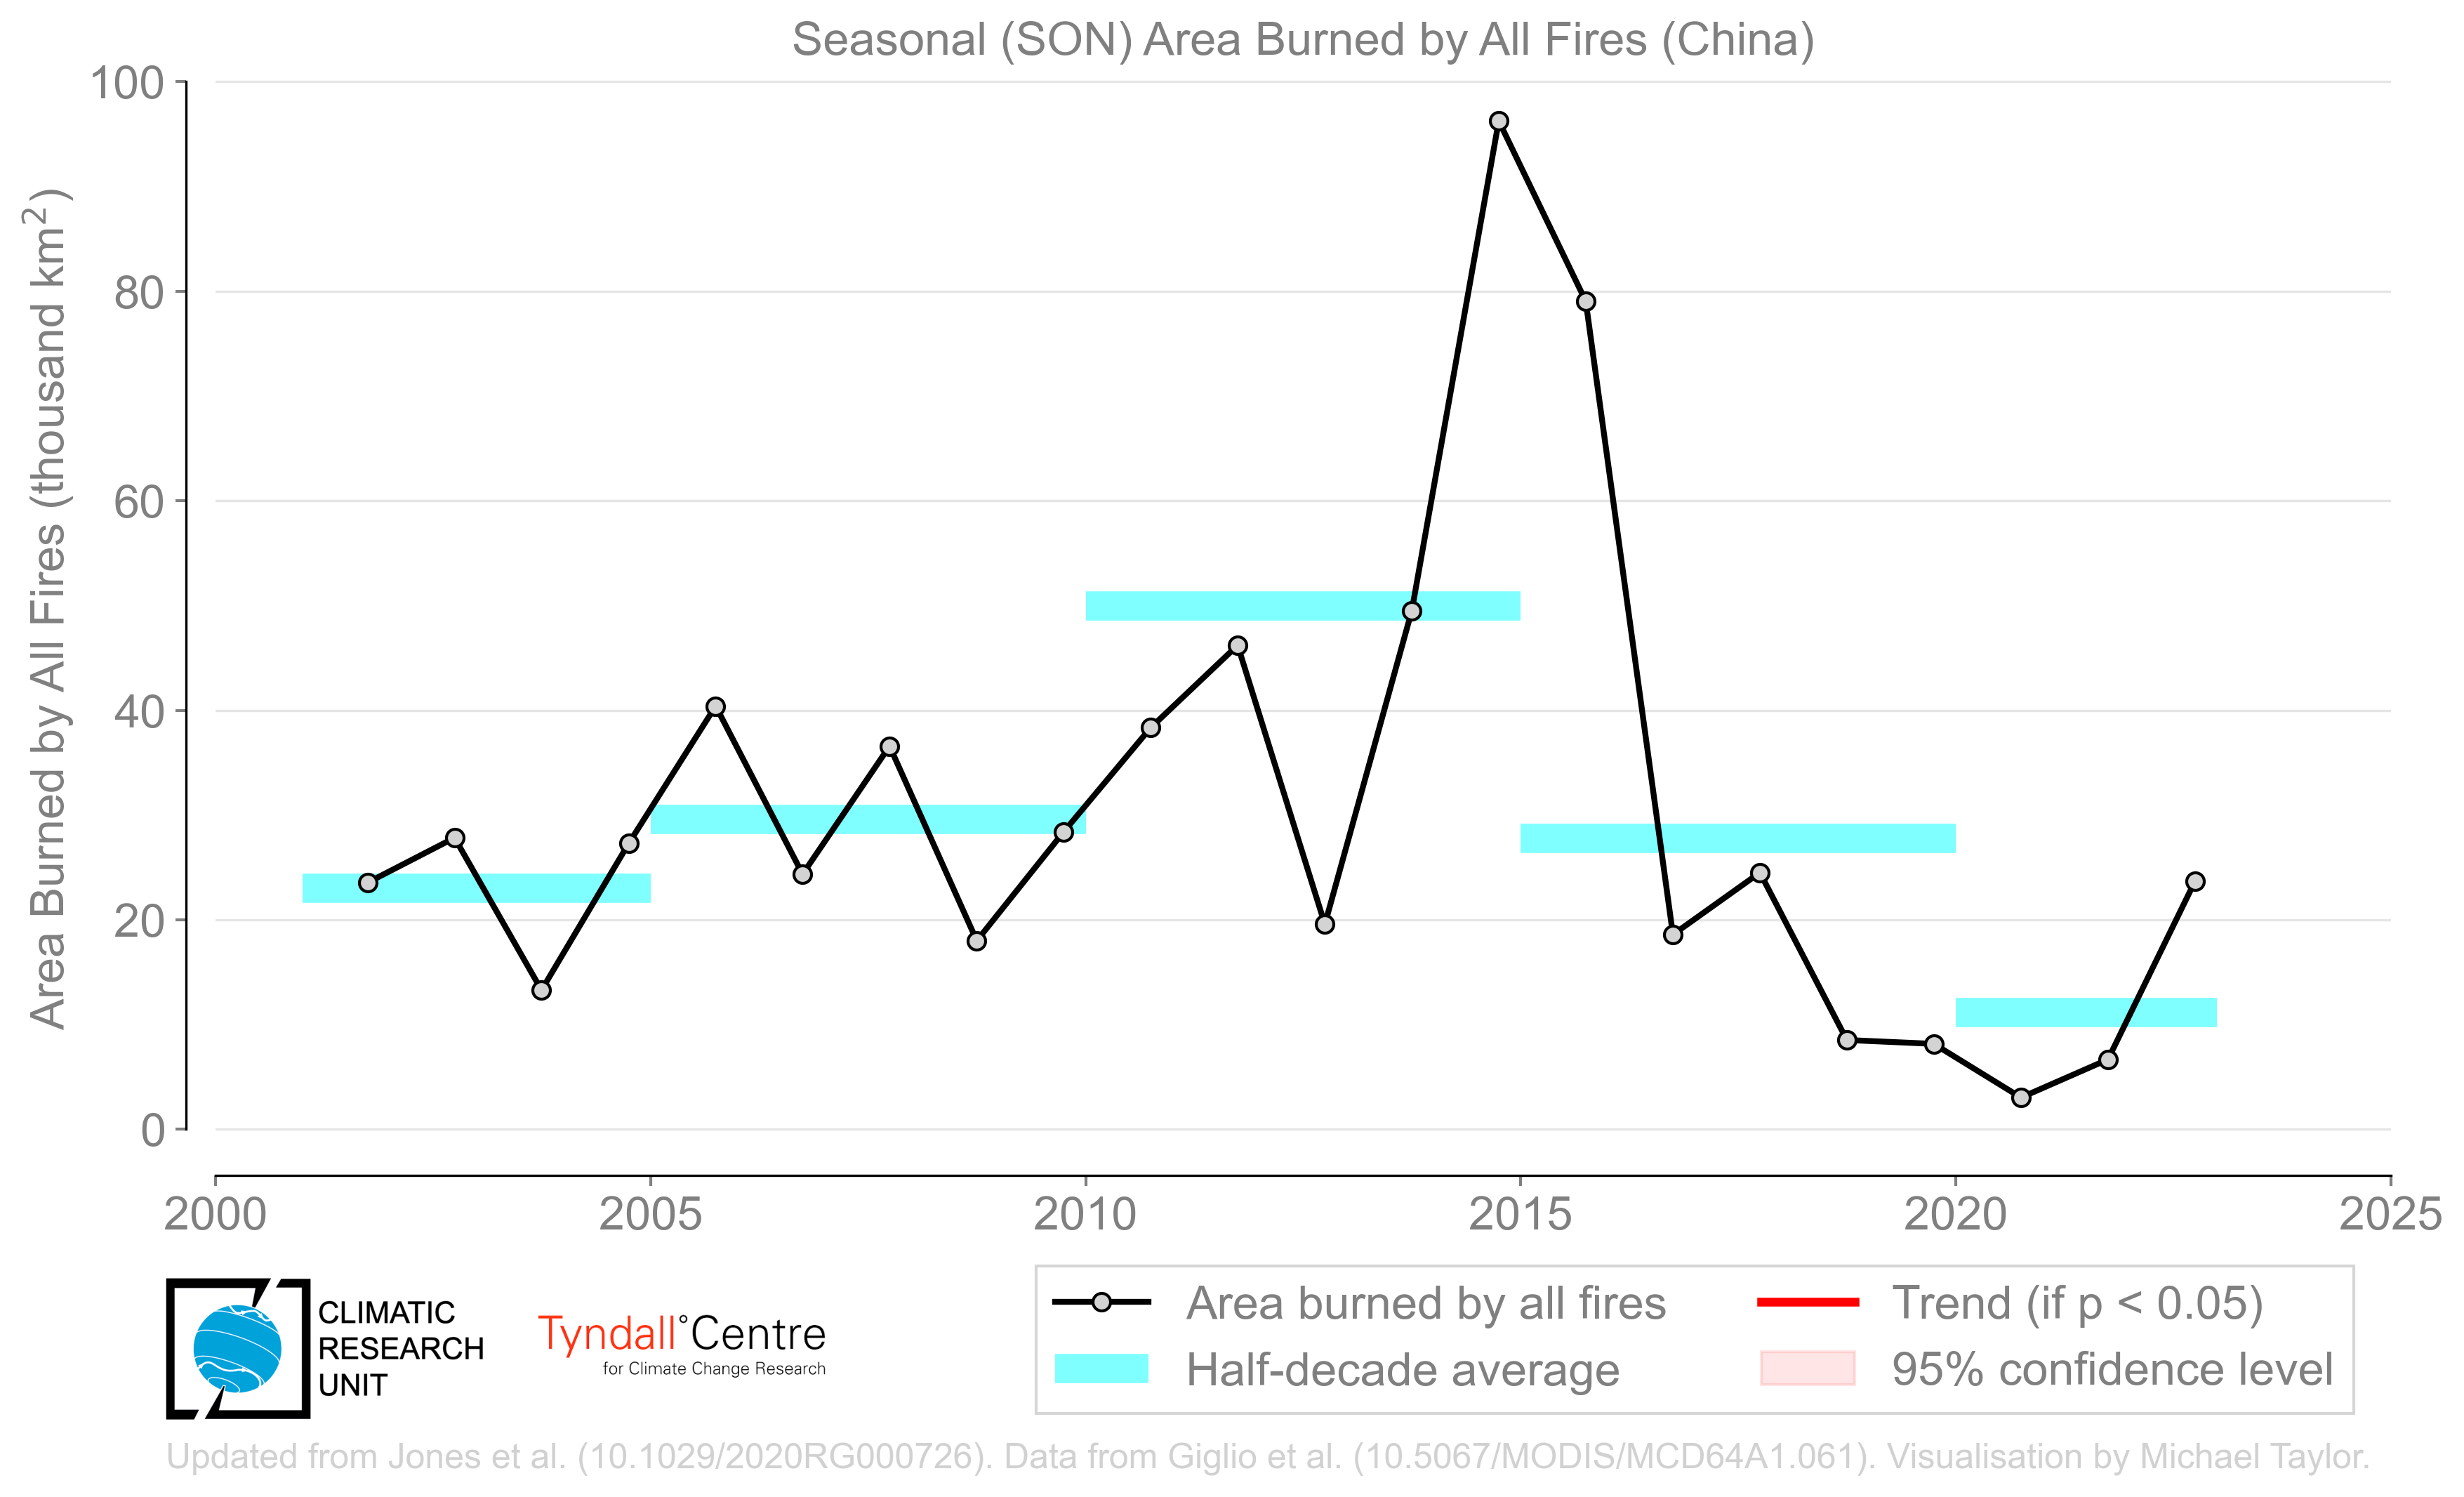 Seasonal (SON) Area Burned by All Fires (China)
Area Burned by All Fires (thousand km²)
100
80
60
40
20
0
2000 2005 2010 2015 2020 2025
CLIMATIC
RESEARCH
UNIT
Tyndall°Centre
for Climate Change Research
Area burned by all fires
Half-decade average
Trend (if p < 0.05)
95% confidence level
Updated from Jones et al. (10.1029/2020RG000726). Data from Giglio et al. (10.5067/MODIS/MCD64A1.061). Visualisation by Michael Taylor.